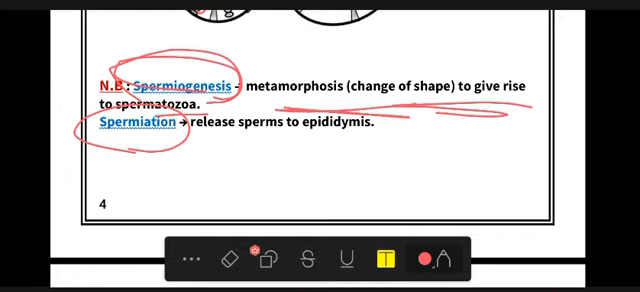 N.B : Spermiogenesis → metamorphosis (change of shape) to give rise
to spermatozoa.
Spermiation → release sperms to epididymis.
4